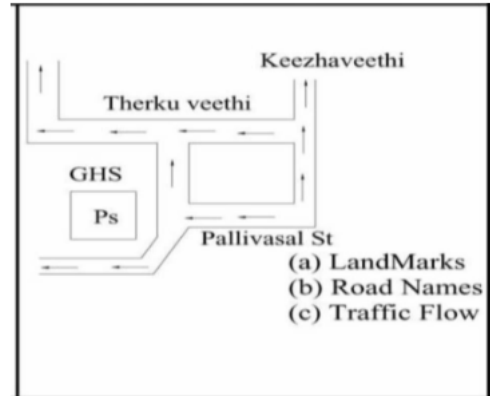 Keezhaveethi
Therku veethi
GHS
Ps
Pallivasal St
(a) LandMarks
(b) Road Names
(c) Traffic Flow